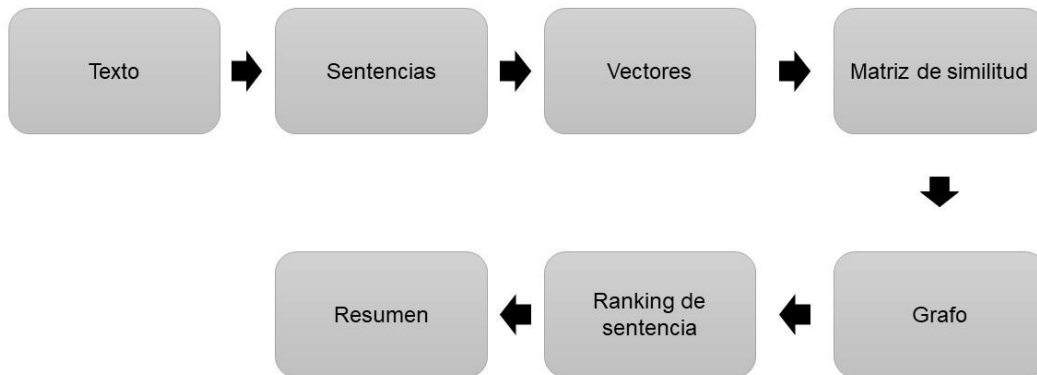 Texto
Sentencias
Vectores
Matriz de similitud
Grafo
Ranking de
sentencia
Resumen